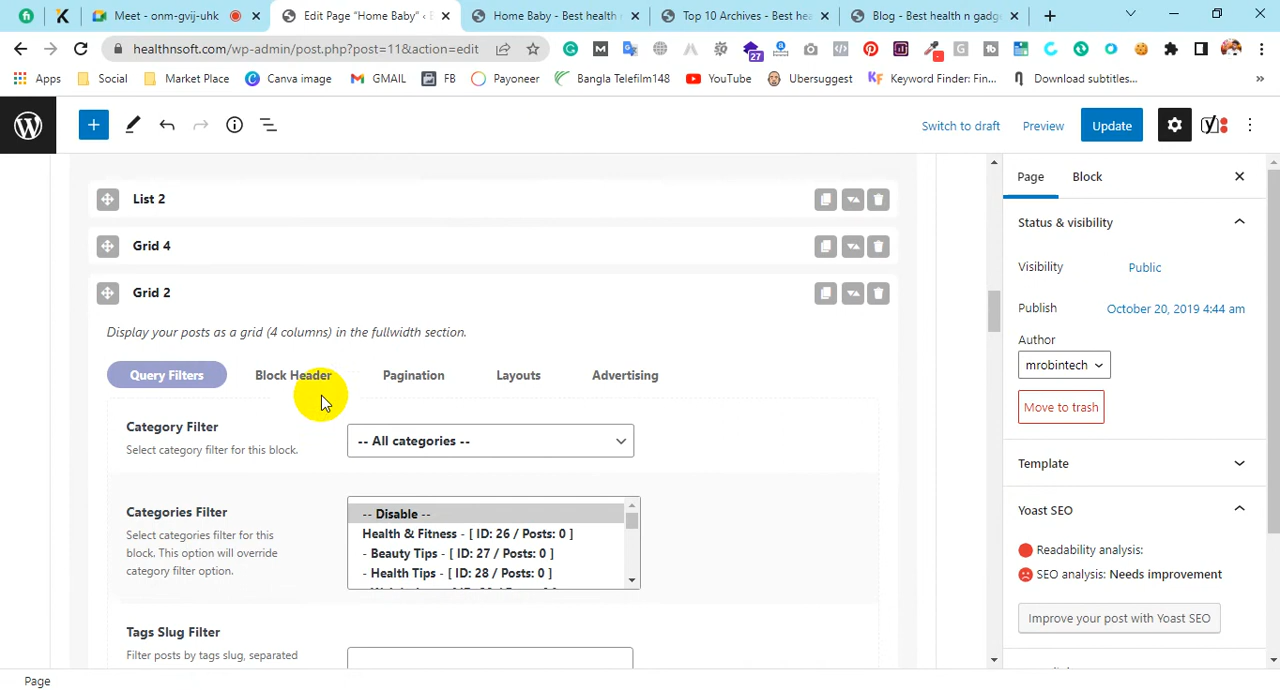 Meet - onm-gvij-uhk
Edit Page “Home Baby” ‹ B
Home Baby - Best health n
Top 10 Archives - Best hea
Blog - Best health n gadge
healthnsoft.com/wp-admin/post.php?post=11&action=edit
27
Apps
Social
Market Place
Canva image
GMAIL
FB
Payoneer
Bangla Telefilm148
YouTube
Ubersuggest
Keyword Finder: Fin...
Download subtitles...
»
Switch to draft
Preview
Update
List 2
Grid 4
Grid 2
Display your posts as a grid (4 columns) in the fullwidth section.
Query Filters
Block Header
Pagination
Layouts
Advertising
Category Filter
Select category filter for this block.
-- All categories --
Categories Filter
Select categories filter for this
block. This option will override
category filter option.
-- Disable --
Health & Fitness - [ ID: 26 / Posts: 0 ]
- Beauty Tips - [ ID: 27 / Posts: 0 ]
- Health Tips - [ ID: 28 / Posts: 0 ]
Tags Slug Filter
Filter posts by tags slug, separated
Page
Block
Status & visibility
Visibility
Public
Publish
October 20, 2019 4:44 am
Author
mrobintech
Move to trash
Template
Yoast SEO
Readability analysis:
SEO analysis: Needs improvement
Improve your post with Yoast SEO
Page